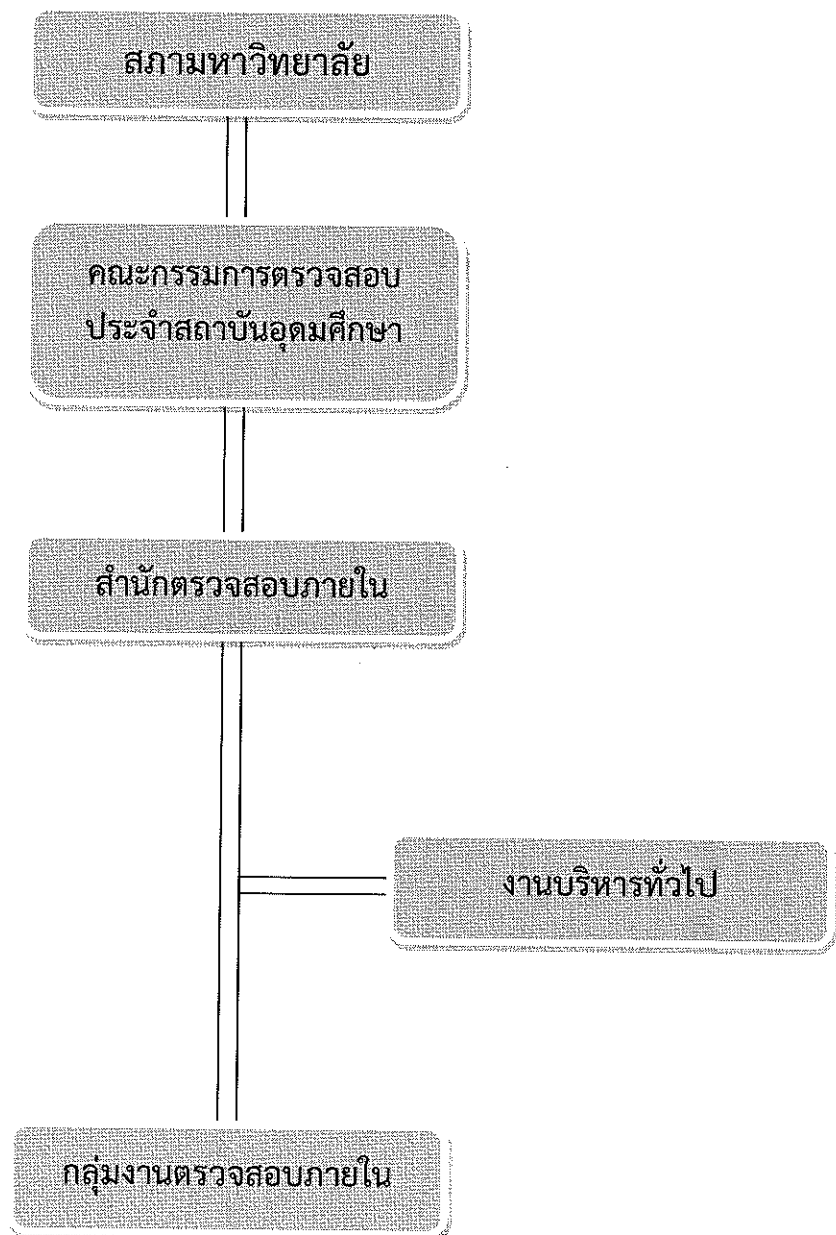 สภามหาวิทยาลัย
คณะกรรมการตรวจสอบ
ประจำสถาบันอุดมศึกษา
สำนักตรวจสอบภายใน
งานบริหารทั่วไป
กลุ่มงานตรวจสอบภายใน